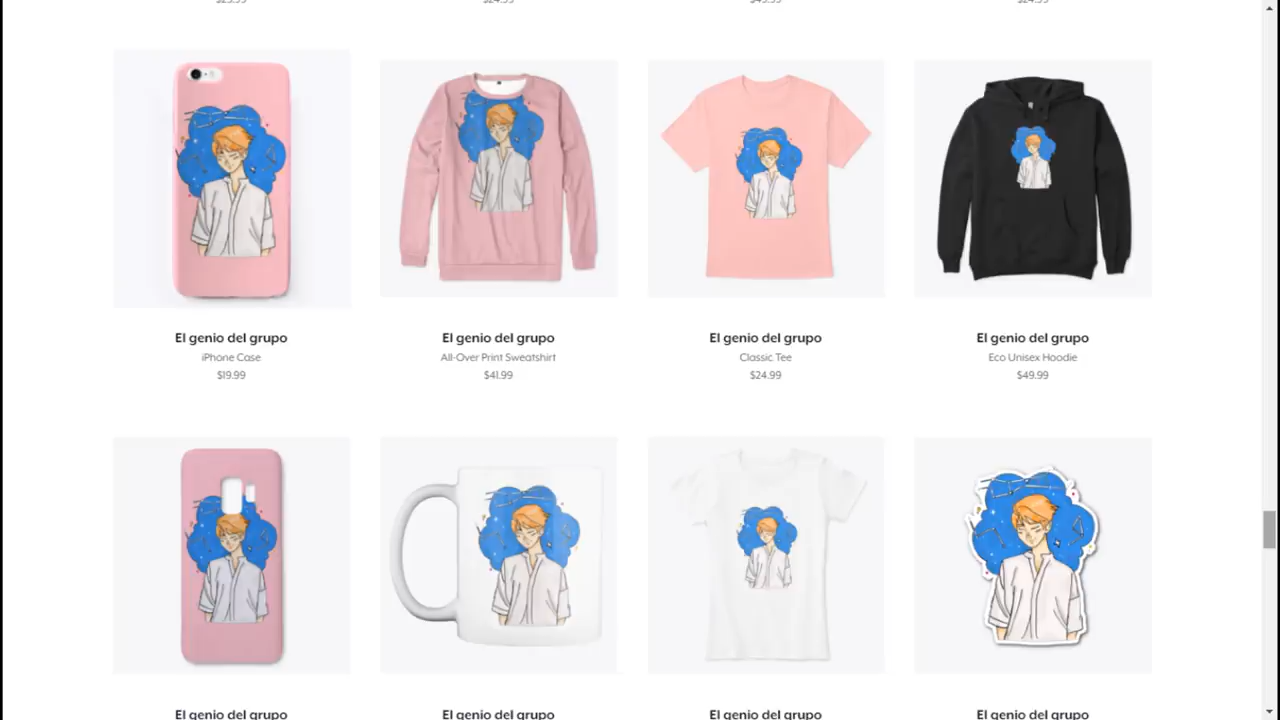 El genio del grupo
iPhone Case
$19.99
El genio del grupo
All-Over Print Sweatshirt
$41.99
El genio del grupo
Classic Tee
$24.99
El genio del grupo
Eco Unisex Hoodie
$49.99
El genio del grupo
El genio del grupo
El genio del grupo
El genio del grupo